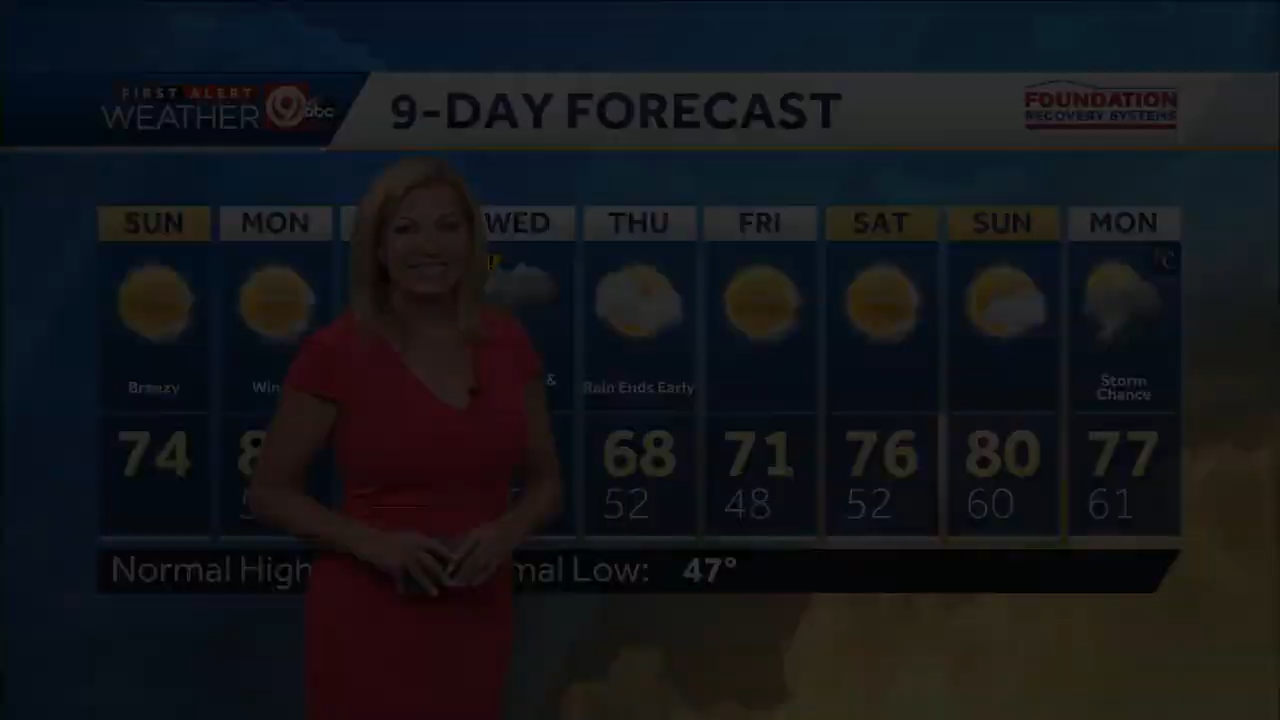 FIRST ALERT
WEATHER 9 abc
9-DAY FORECAST
FOUNDATION
RECOVERY SYSTEMS
SUN MON WED THU FRI SAT SUN MON
Breezy & Rain Ends Early Storm
Chance
74 68 71 76 80 77
52 48 52 60 61
Normal High Low: 47°